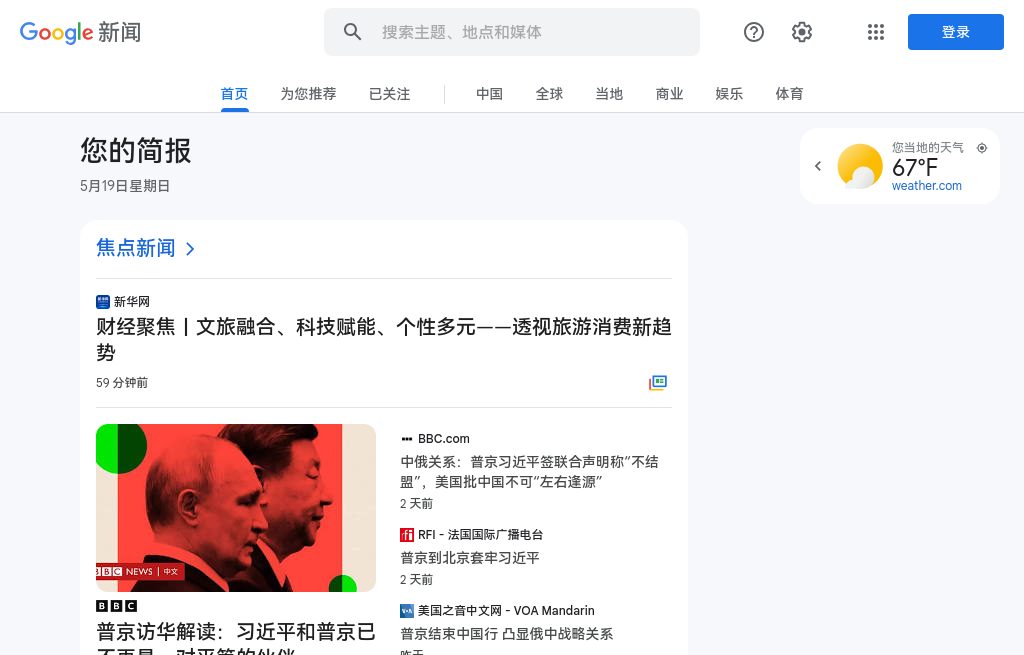 Google 新闻
搜索主题、地点和媒体
登录
首页
为您推荐
已关注
中国
全球
当地
商业
娱乐
体育
您的简报
5月19日星期日
您当地的天气
67°F
weather.com
焦点新闻
新华网
财经聚焦丨文旅融合、科技赋能、个性多元——透视旅游消费新趋
势
59 分钟前
BBC NEWS | 中文
BBC
普京访华解读：习近平和普京已
BBC.com
中俄关系：普京习近平签联合声明称“不结
盟”，美国批中国不可“左右逢源”
2 天前
RFI - 法国国际广播电台
普京到北京套牢习近平
2 天前
美国之音中文网 - VOA Mandarin
普京结束中国行 凸显俄中战略关系